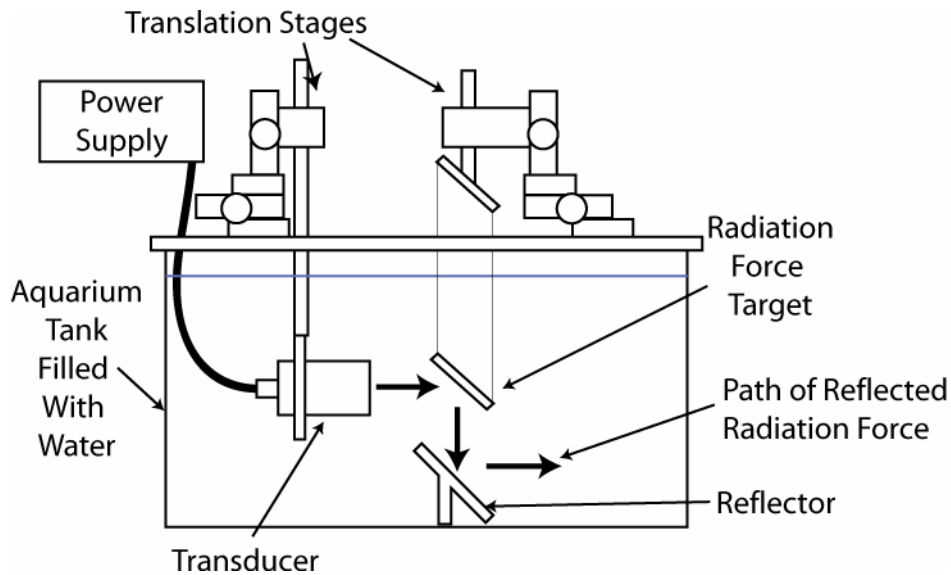 Translation Stages
Power
Supply
Radiation
Force
Target
Aquarium
Tank
Filled
With
Water
Path of Reflected
Radiation Force
Reflector
Transducer